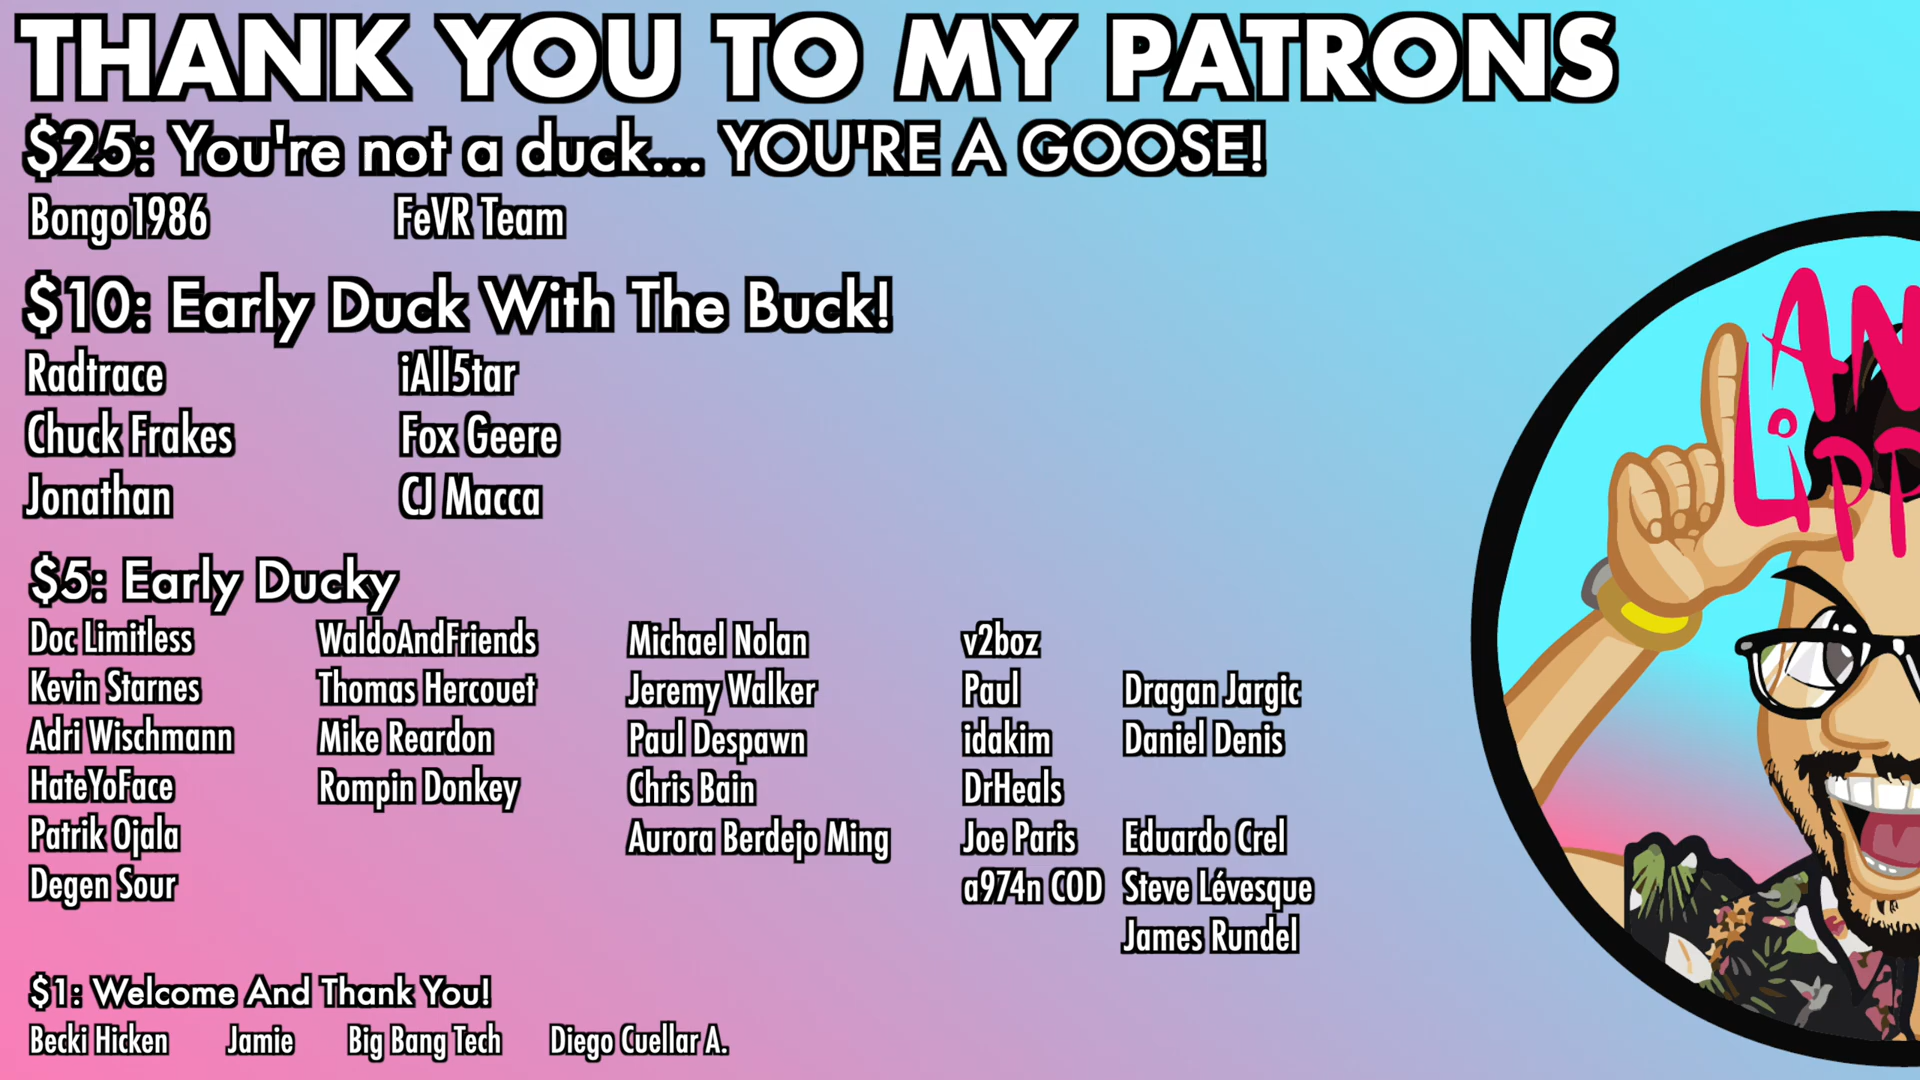 THANK YOU TO MY PATRONS
$25: You're not a duck... YOU'RE A GOOSE!
Bongo1986 FeVR Team
$10: Early Duck With The Buck!
Radtrace iAll5tar
Chuck Frakes Fox Geere
Jonathan CJ Macca
$5: Early Ducky
Doc Limitless WaldoAndFriends Michael Nolan v2boz
Kevin Starnes Thomas Hercouet Jeremy Walker Paul Dragan Jargic
Adri Wischmann Mike Reardon Paul Despawn idakim Daniel Denis
HateYoFace Rompin Donkey Chris Bain DrHeals
Patrik Ojala Aurora Berdejo Ming Joe Paris Eduardo Crel
Degen Sour a974n COD Steve Lévesque
James Rundel
$1: Welcome And Thank You!
Becki Hicken Jamie Big Bang Tech Diego Cuellar A.